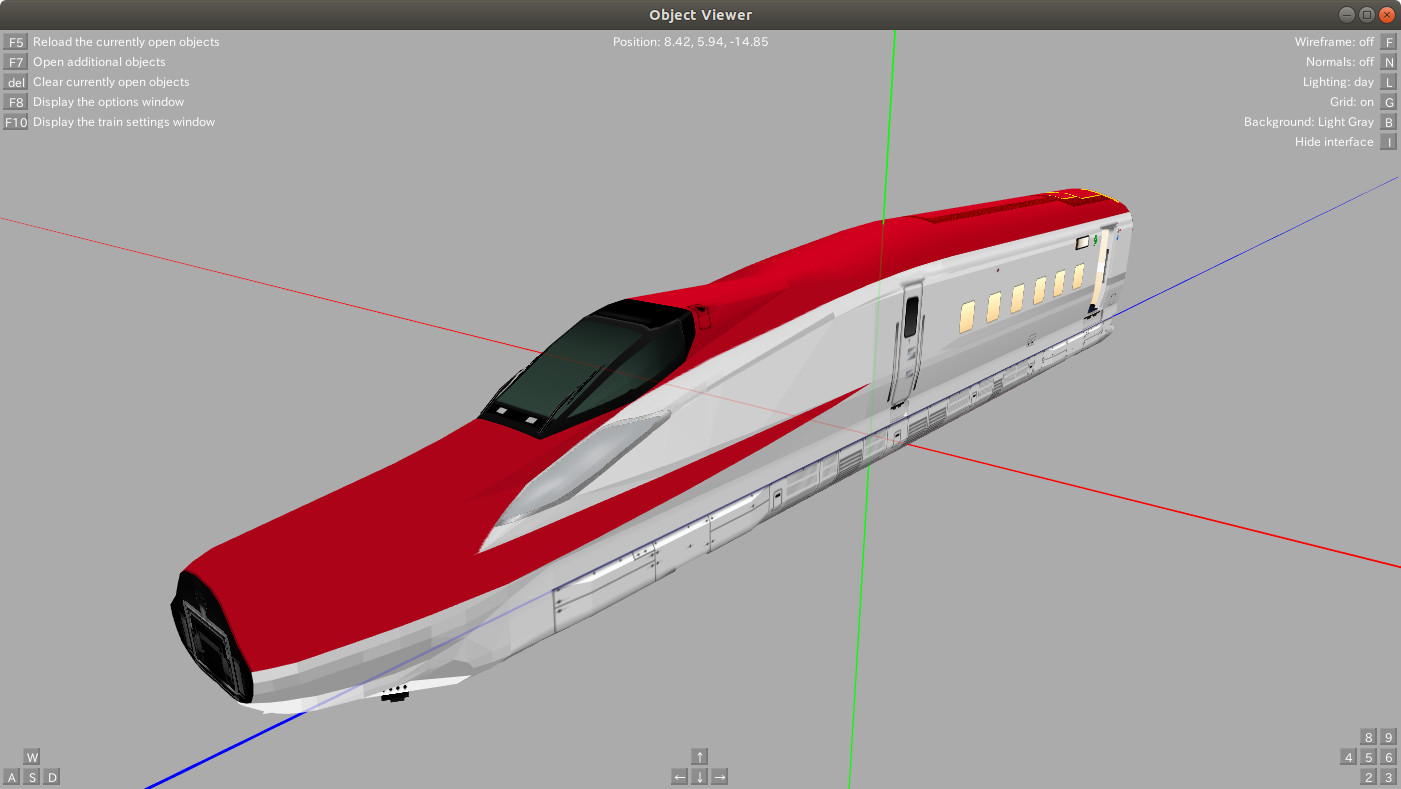 Object Viewer
F5 Reload the currently open objects
F7 Open additional objects
del Clear currently open objects
F8 Display the options window
F10 Display the train settings window
Position: 8.42, 5.94, -14.85
Wireframe: off F
Normals: off N
Lighting: day L
Grid: on G
Background: Light Gray B
Hide interface I
W
A S D
↑
← ↓ →
8 9
4 5 6
2 3